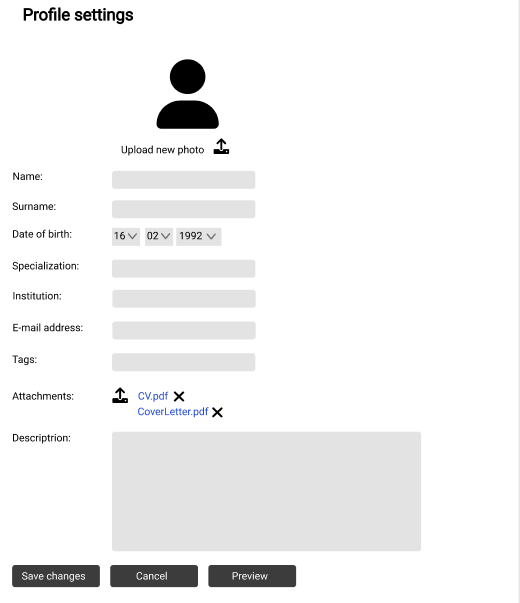 Profile settings
Upload new photo
Name:
Surname:
Date of birth: 16 02 1992
Specialization:
Institution:
E-mail address:
Tags:
Attachments: CV.pdf
CoverLetter.pdf
Descriptrion:
Save changes Cancel Preview